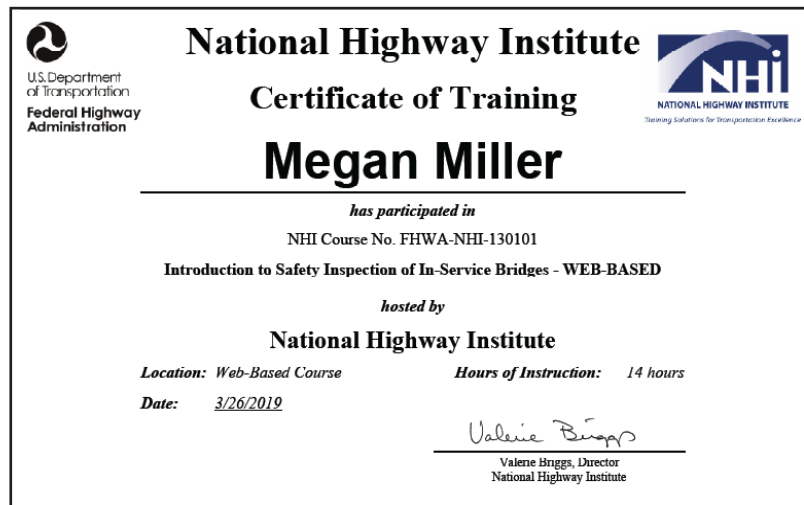 National Highway Institute
U.S. Department
of Transportation
Federal Highway
Administration
Certificate of Training
NHi
NATIONAL HIGHWAY INSTITUTE
Training Solutions for Transportation Excellence
Megan Miller
has participated in
NHI Course No. FHWA-NHI-130101
Introduction to Safety Inspection of In-Service Bridges - WEB-BASED
hosted by
National Highway Institute
Location: Web-Based Course Hours of Instruction: 14 hours
Date: 3/26/2019
Valerie Briggs
Valerie Briggs, Director
National Highway Institute